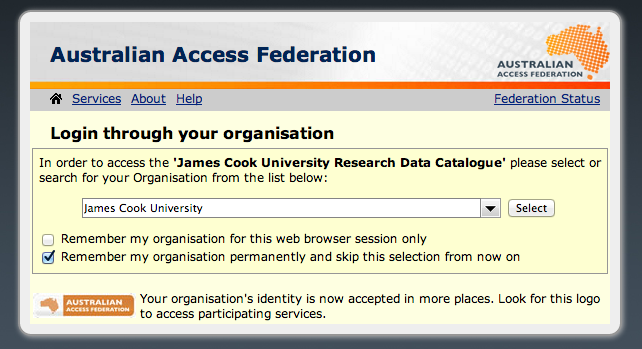 Australian Access Federation
AUSTRALIAN
ACCESS FEDERATION
Services About Help Federation Status
Login through your organisation
In order to access the 'James Cook University Research Data Catalogue' please select or
search for your Organisation from the list below:
James Cook University Select
Remember my organisation for this web browser session only
Remember my organisation permanently and skip this selection from now on
AUSTRALIAN
ACCESS FEDERATION
Your organisation's identity is now accepted in more places. Look for this logo
to access participating services.